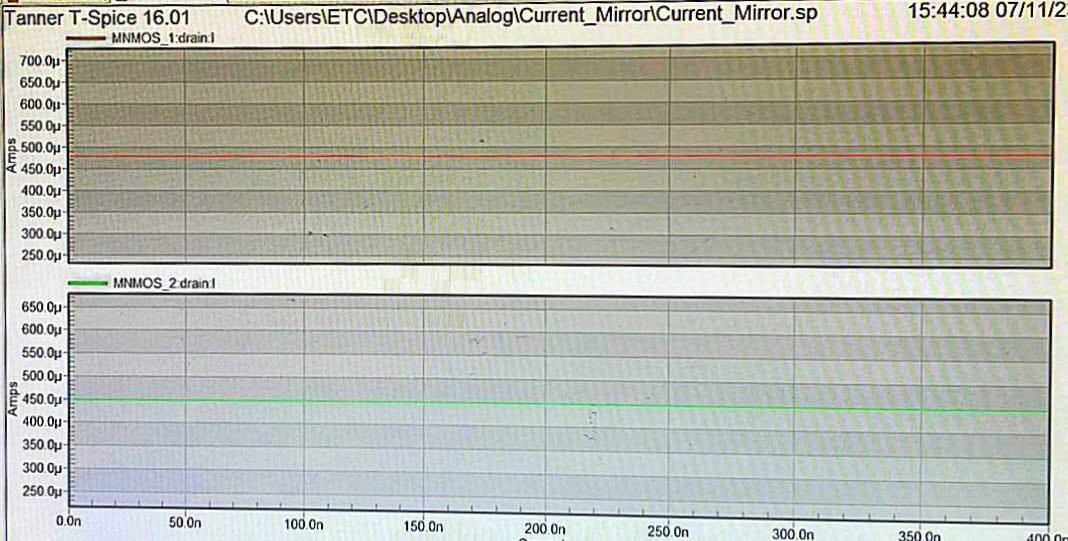 Tanner T-Spice 16.01 C:\Users\ETC\Desktop\Analog\Current_Mirror\Current_Mirror.sp 15:44:08 07/11/2
MNMOS_1:drain:I
700.0µ
650.0µ
600.0µ
550.0µ
500.0µ
450.0µ
400.0µ
350.0µ
300.0µ
250.0µ
Amps
MNMOS_2:drain:I
650.0µ
600.0µ
550.0µ
500.0µ
450.0µ
400.0µ
350.0µ
300.0µ
250.0µ
Amps
0.0n 50.0n 100.0n 150.0n 200.0n 250.0n 300.0n 350.0n 400.0n